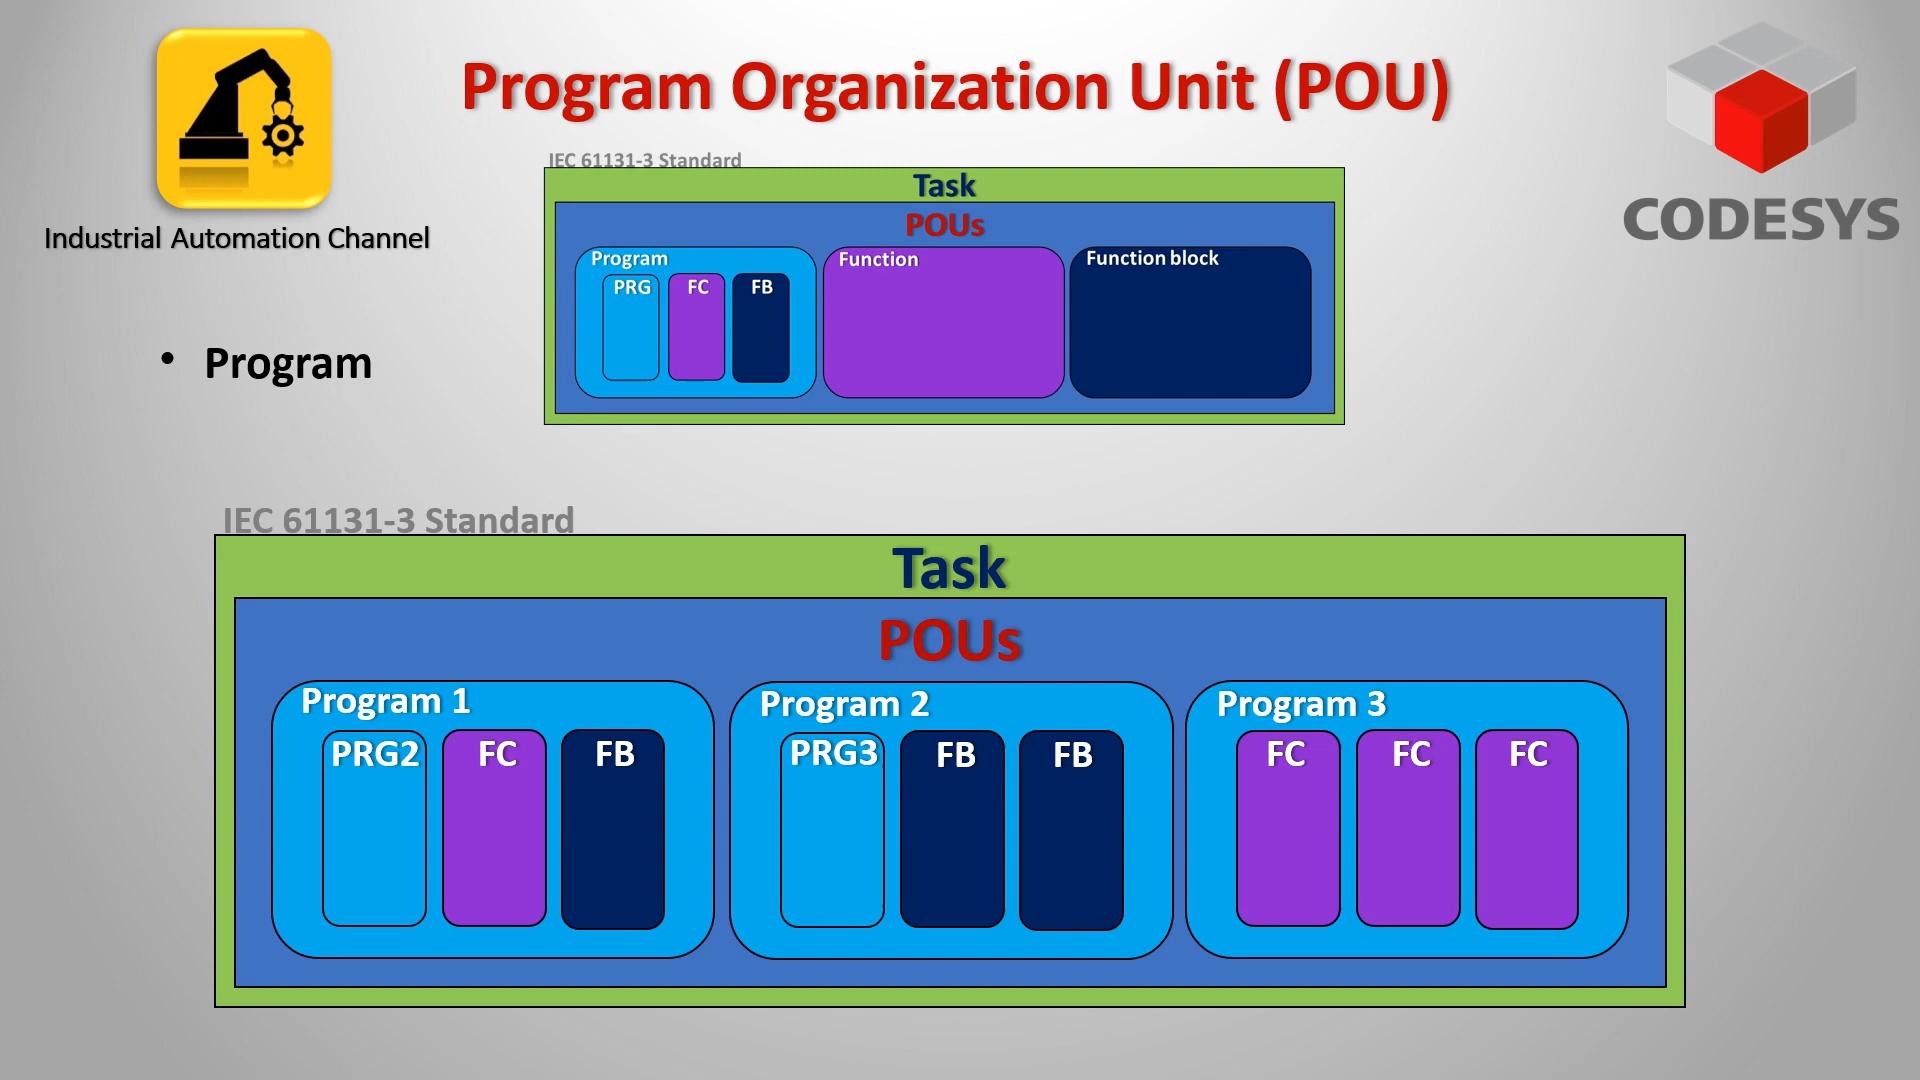 Program Organization Unit (POU)
Industrial Automation Channel
CODESYS
IEC 61131-3 Standard
Task
POUs
Program
PRG FC FB
Function
Function block
• Program
IEC 61131-3 Standard
Task
POUs
Program 1
PRG2 FC FB
Program 2
PRG3 FB FB
Program 3
FC FC FC